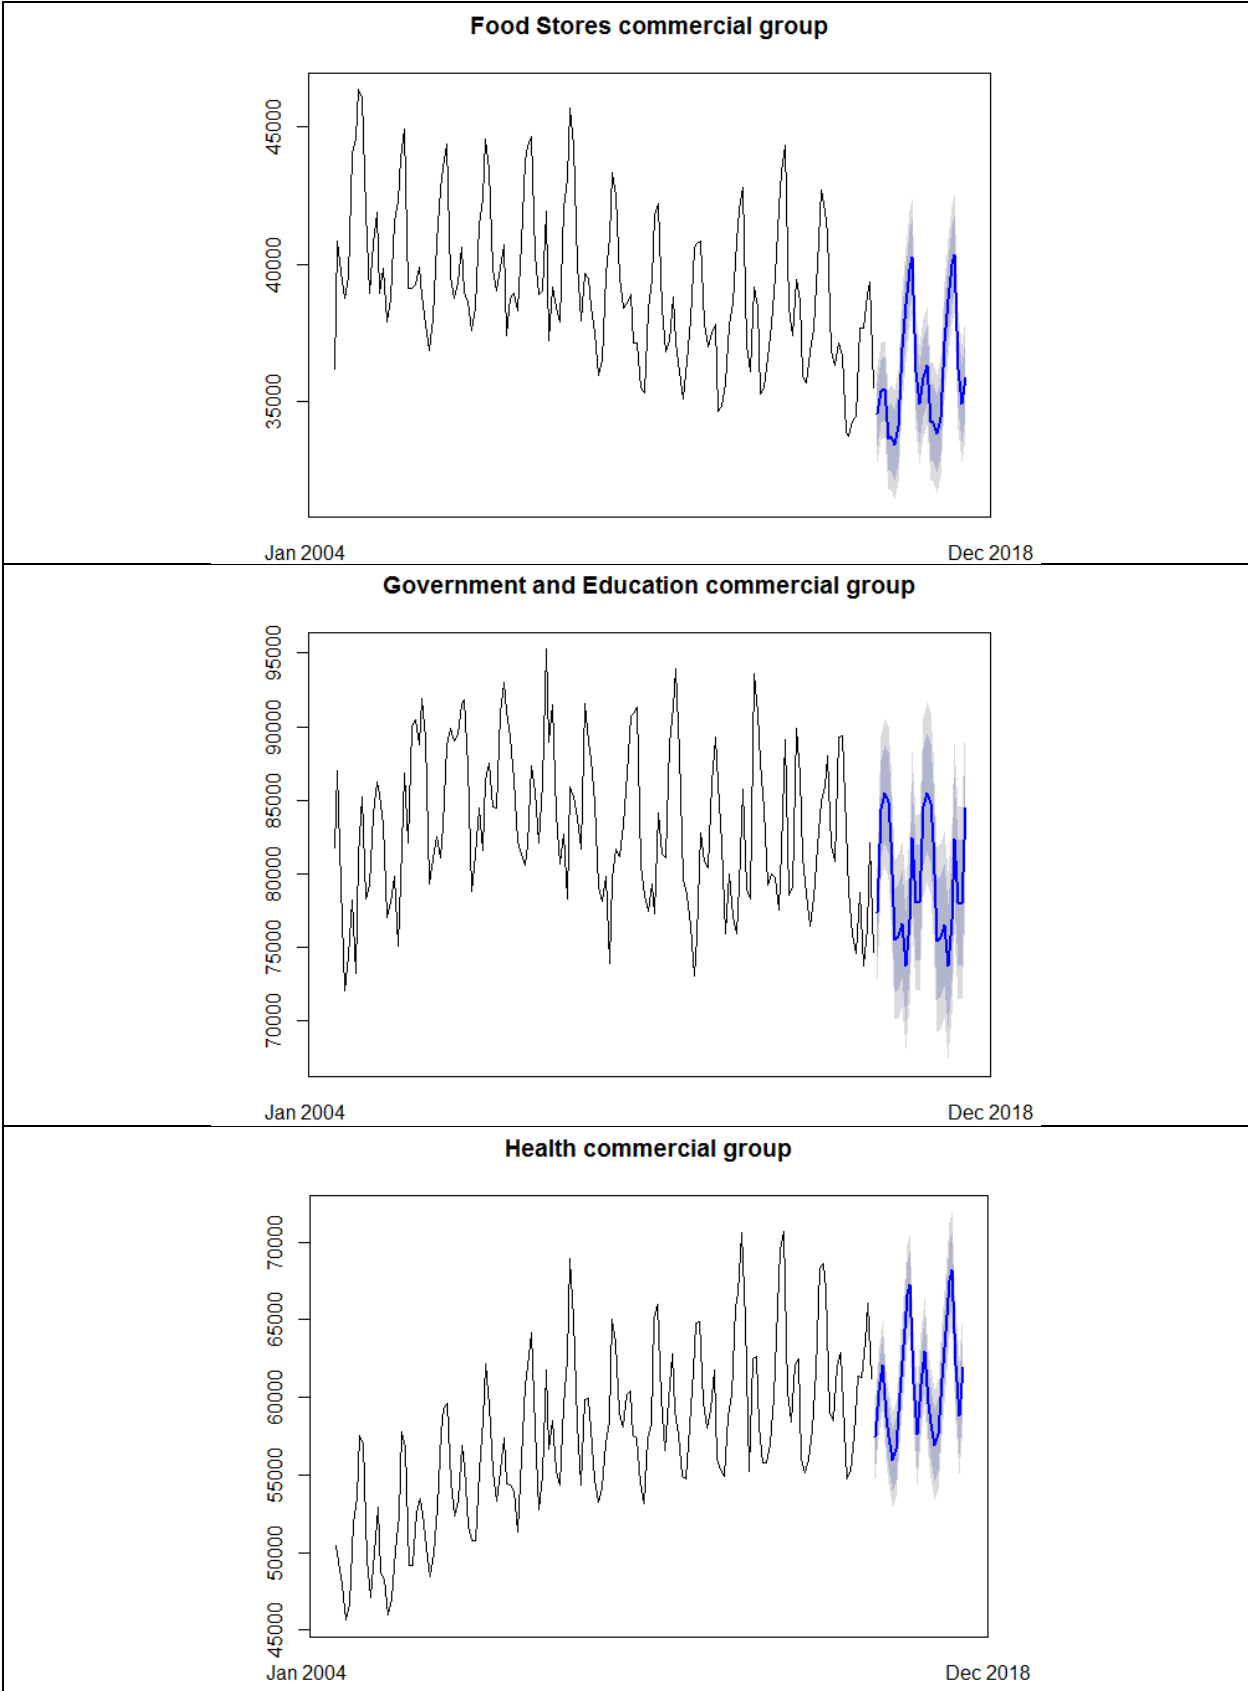 Food Stores commercial group
45000
40000
35000
Jan 2004
Dec 2018
Government and Education commercial group
95000
90000
85000
80000
75000
70000
Jan 2004
Dec 2018
Health commercial group
70000
65000
60000
55000
50000
45000
Jan 2004
Dec 2018